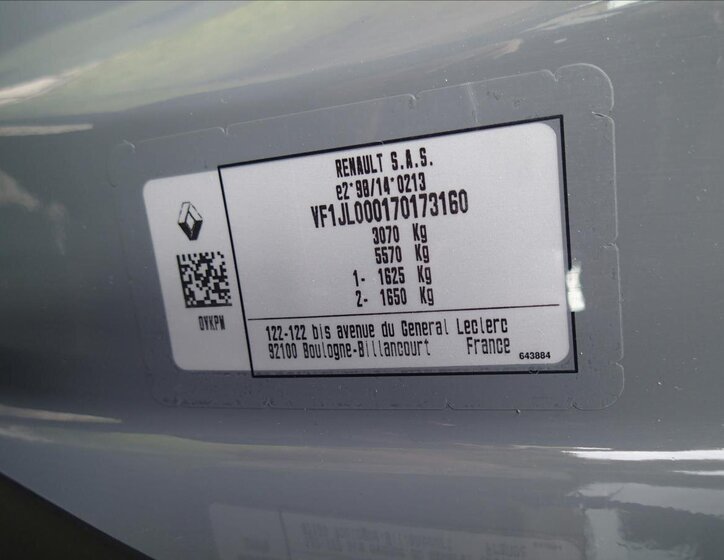 RENAULT S.A.S.
e2*98/14*0213
VF1JL000170173160
3070 Kg
5570 Kg
1- 1625 Kg
2- 1650 Kg
DVKPM
122-122 bis avenue du General Leclerc
92100 Boulogne-Billancourt France
643884